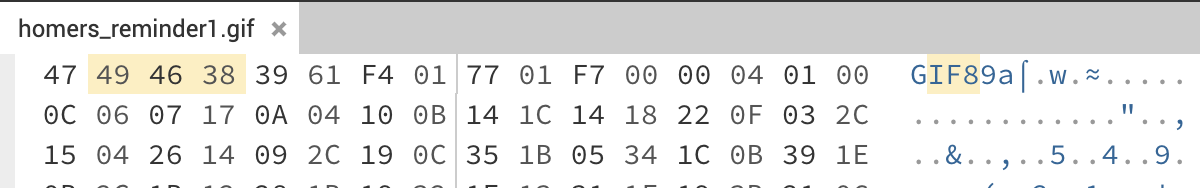 homers_reminder1.gif ×
47 49 46 38 39 61 F4 01 77 01 F7 00 00 04 01 00 GIF89a⌠.w.≈.....
0C 06 07 17 0A 04 10 0B 14 1C 14 18 22 0F 03 2C ............"..,
15 04 26 14 09 2C 19 0C 35 1B 05 34 1C 0B 39 1E ..&..,..5..4..9.